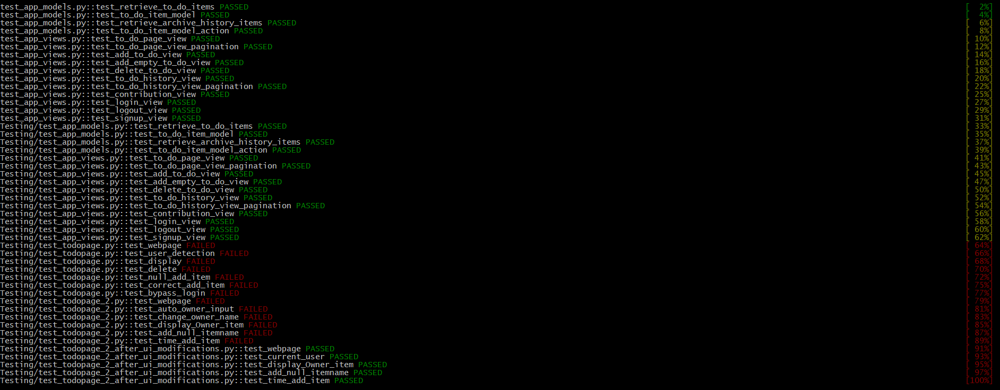 test_app_models.py::test_retrieve_to_do_items PASSED [  2%]
test_app_models.py::test_to_do_item_model PASSED [  4%]
test_app_models.py::test_retrieve_archive_history_items PASSED [  6%]
test_app_models.py::test_to_do_item_model_action PASSED [  8%]
test_app_views.py::test_to_do_page_view PASSED [ 10%]
test_app_views.py::test_to_do_page_view_pagination PASSED [ 12%]
test_app_views.py::test_add_to_do_view PASSED [ 14%]
test_app_views.py::test_add_empty_to_do_view PASSED [ 16%]
test_app_views.py::test_delete_to_do_view PASSED [ 18%]
test_app_views.py::test_to_do_history_view PASSED [ 20%]
test_app_views.py::test_to_do_history_view_pagination PASSED [ 22%]
test_app_views.py::test_contribution_view PASSED [ 25%]
test_app_views.py::test_login_view PASSED [ 27%]
test_app_views.py::test_logout_view PASSED [ 29%]
test_app_views.py::test_signup_view PASSED [ 31%]
Testing/test_app_models.py::test_retrieve_to_do_items PASSED [ 33%]
Testing/test_app_models.py::test_to_do_item_model PASSED [ 35%]
Testing/test_app_models.py::test_retrieve_archive_history_items PASSED [ 37%]
Testing/test_app_models.py::test_to_do_item_model_action PASSED [ 39%]
Testing/test_app_views.py::test_to_do_page_view PASSED [ 41%]
Testing/test_app_views.py::test_to_do_page_view_pagination PASSED [ 43%]
Testing/test_app_views.py::test_add_to_do_view PASSED [ 45%]
Testing/test_app_views.py::test_add_empty_to_do_view PASSED [ 47%]
Testing/test_app_views.py::test_delete_to_do_view PASSED [ 50%]
Testing/test_app_views.py::test_to_do_history_view PASSED [ 52%]
Testing/test_app_views.py::test_to_do_history_view_pagination PASSED [ 54%]
Testing/test_app_views.py::test_contribution_view PASSED [ 56%]
Testing/test_app_views.py::test_login_view PASSED [ 58%]
Testing/test_app_views.py::test_logout_view PASSED [ 60%]
Testing/test_app_views.py::test_signup_view PASSED [ 62%]
Testing/test_todopage.py::test_webpage FAILED [ 64%]
Testing/test_todopage.py::test_user_detection FAILED [ 66%]
Testing/test_todopage.py::test_display FAILED [ 68%]
Testing/test_todopage.py::test_delete FAILED [ 70%]
Testing/test_todopage.py::test_null_add_item FAILED [ 72%]
Testing/test_todopage.py::test_correct_add_item FAILED [ 75%]
Testing/test_todopage.py::test_bypass_login FAILED [ 77%]
Testing/test_todopage_2.py::test_webpage FAILED [ 79%]
Testing/test_todopage_2.py::test_auto_owner_input FAILED [ 81%]
Testing/test_todopage_2.py::test_change_owner_name FAILED [ 83%]
Testing/test_todopage_2.py::test_display_Owner_item FAILED [ 85%]
Testing/test_todopage_2.py::test_add_null_itemname FAILED [ 87%]
Testing/test_todopage_2.py::test_time_add_item FAILED [ 89%]
Testing/test_todopage_2_after_ui_modifications.py::test_webpage PASSED [ 91%]
Testing/test_todopage_2_after_ui_modifications.py::test_current_user PASSED [ 93%]
Testing/test_todopage_2_after_ui_modifications.py::test_display_Owner_item PASSED [ 95%]
Testing/test_todopage_2_after_ui_modifications.py::test_add_null_itemname PASSED [ 97%]
Testing/test_todopage_2_after_ui_modifications.py::test_time_add_item PASSED [100%]